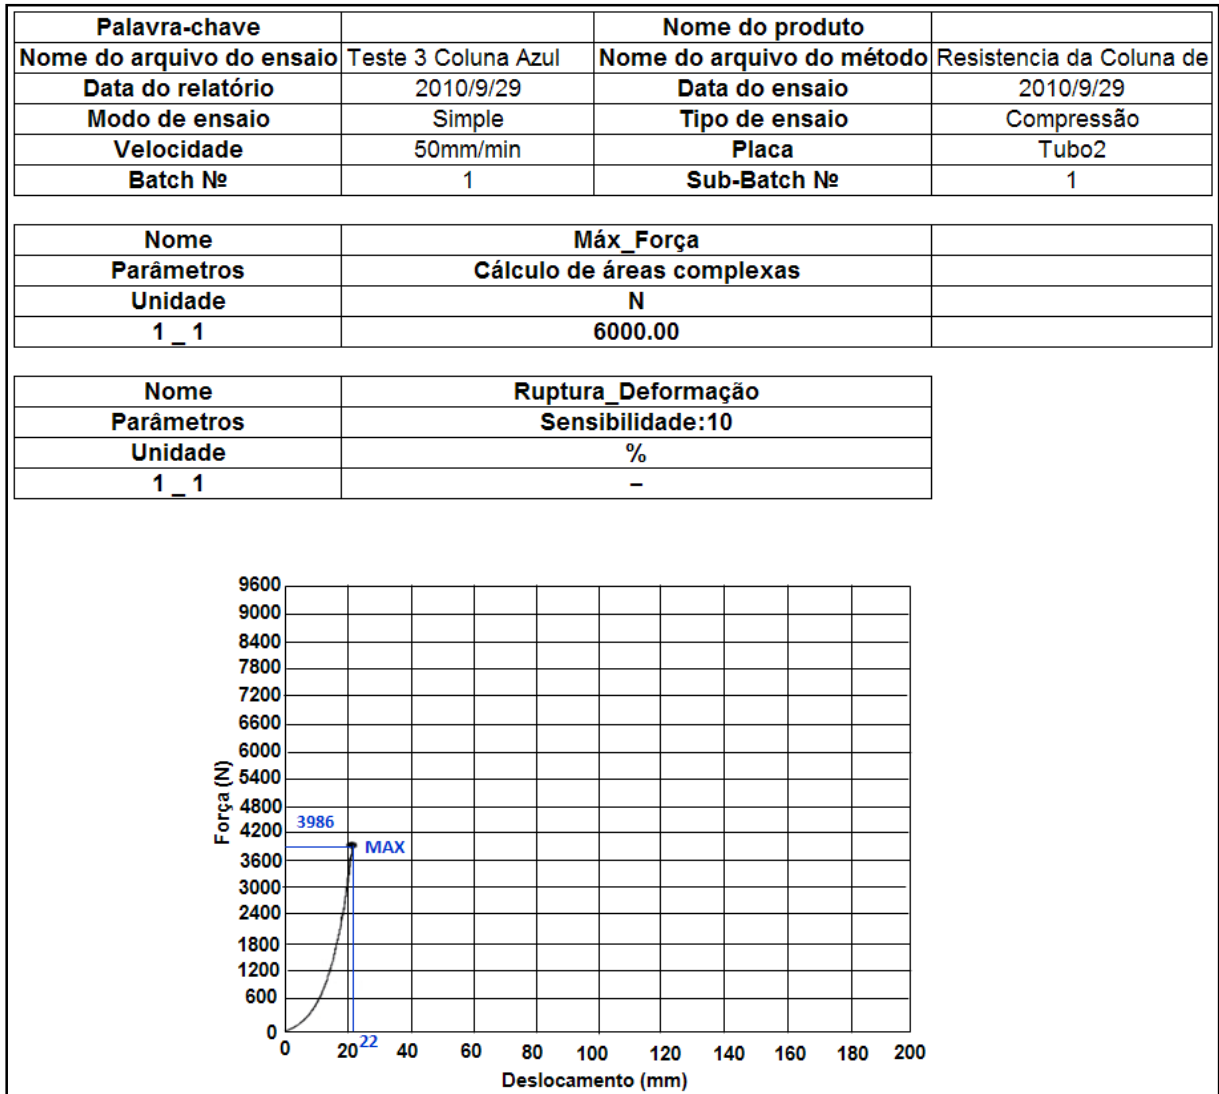 Palavra-chave Nome do produto
Nome do arquivo do ensaio Teste 3 Coluna Azul Nome do arquivo do método Resistencia da Coluna de
Data do relatório 2010/9/29 Data do ensaio 2010/9/29
Modo de ensaio Simple Tipo de ensaio Compressão
Velocidade 50mm/min Placa Tubo2
Batch Nº 1 Sub-Batch Nº 1
Nome Máx_Força
Parâmetros Cálculo de áreas complexas
Unidade N
1 _ 1 6000.00
Nome Ruptura_Deformação
Parâmetros Sensibilidade:10
Unidade %
1 _ 1 –
9600
9000
8400
7800
7200
6600
6000
5400
4800
4200
3600
3000
2400
1800
1200
600
0
Força (N)
3986
MAX
22
0 20 40 60 80 100 120 140 160 180 200
Deslocamento (mm)